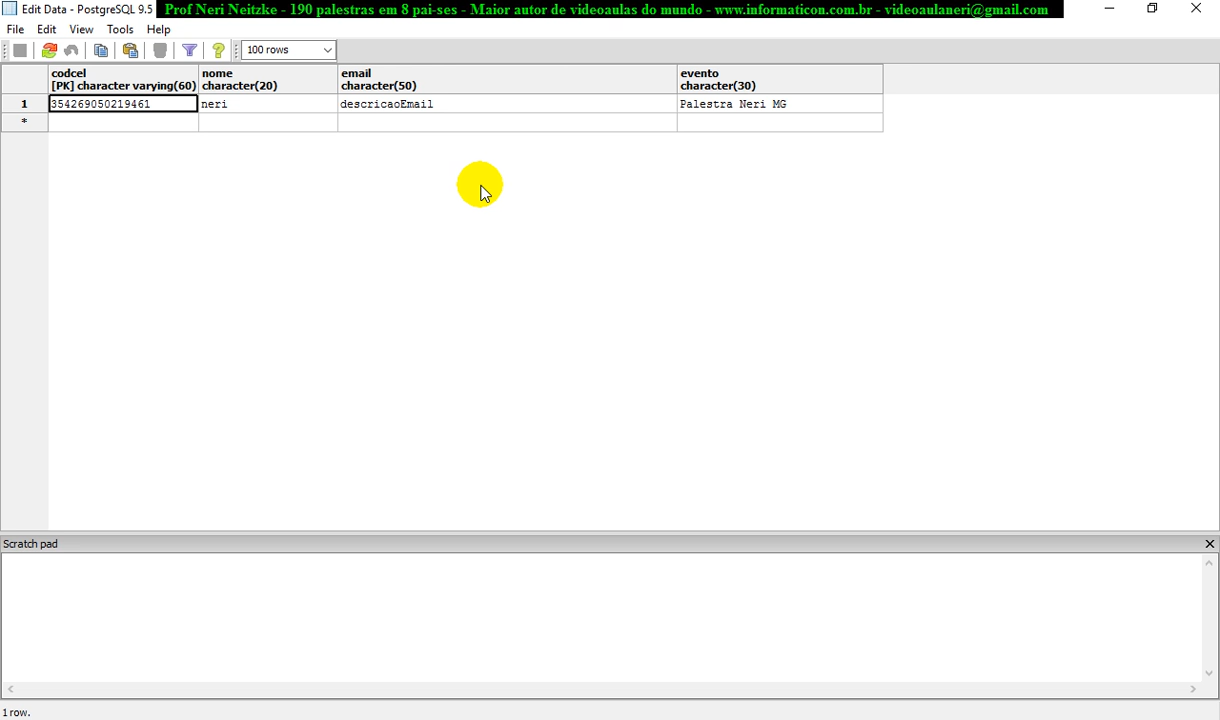 Edit Data - PostgreSQL 9.5 Prof Neri Neitzke - 190 palestras em 8 pai-ses - Maior autor de videoaulas do mundo - www.informaticon.com.br - videoaulaneri@gmail.com
File Edit View Tools Help
100 rows
codcel nome email evento
[PK] character varying(60) character(20) character(50) character(30)
1 354269050219461 neri descricaoEmail Palestra Neri MG
*
Scratch pad
1 row.